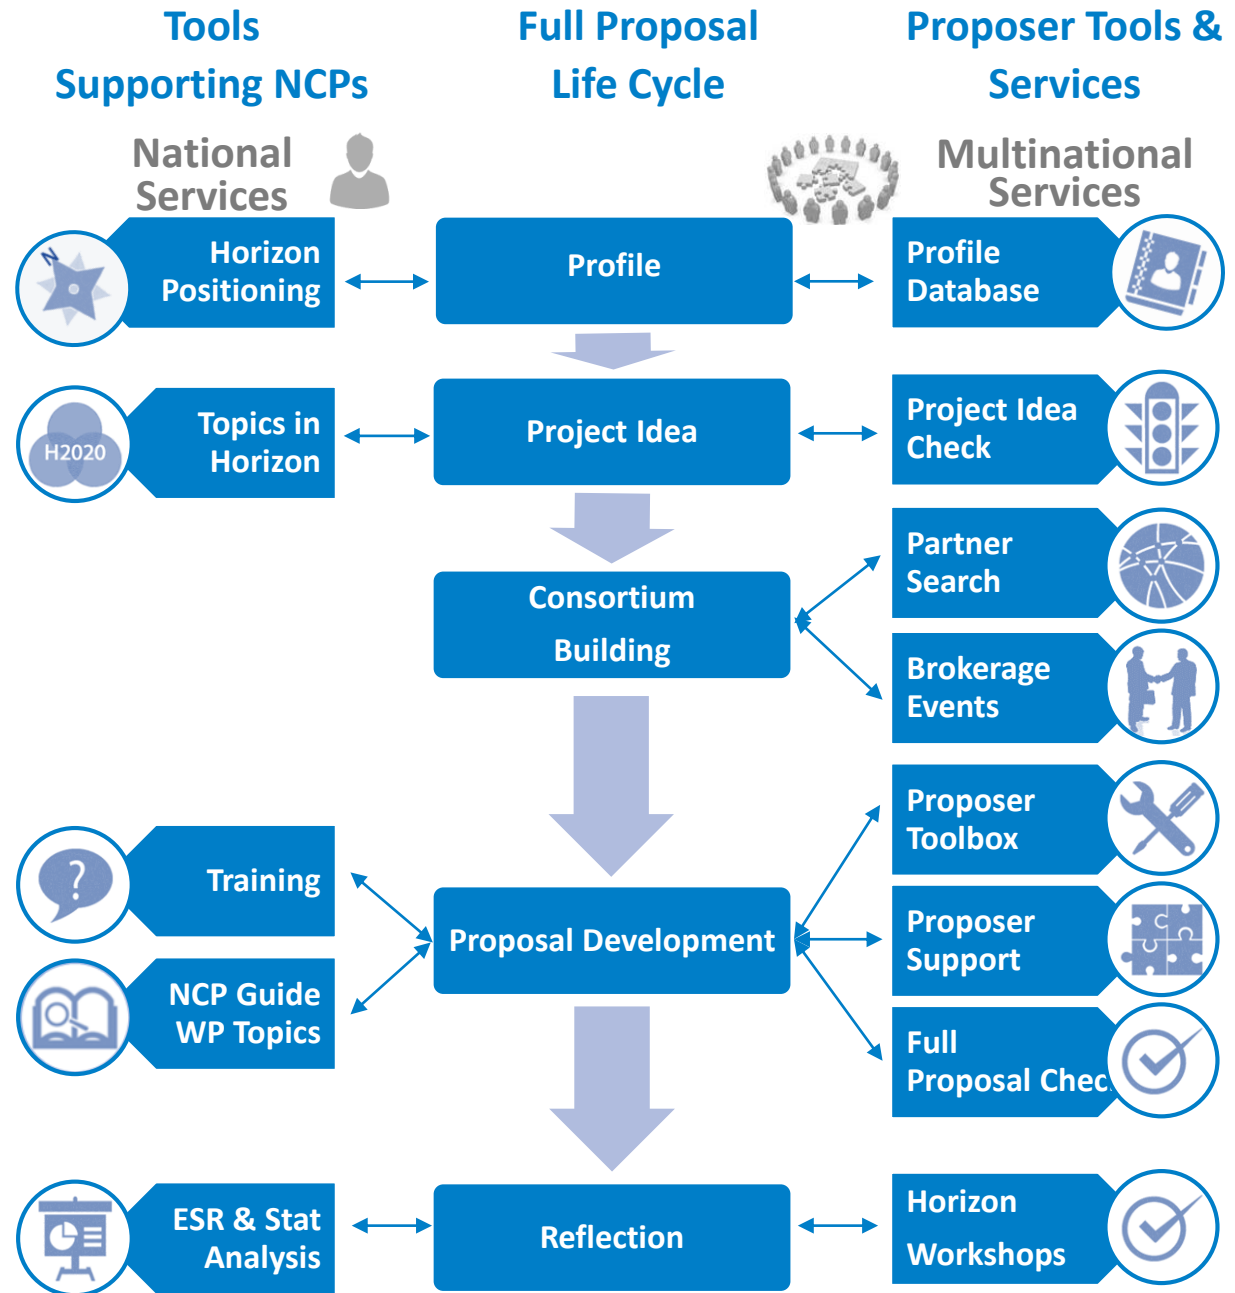 Tools
Supporting NCPs
Full Proposal
Life Cycle
Proposer Tools &
Services
National
Services
Multinational
Services
N
Horizon
Positioning
Profile
Profile
Database
H2020
Topics in
Horizon
Project Idea
Project Idea
Check
Consortium
Building
Partner
Search
Brokerage
Events
?
Training
NCP Guide
WP Topics
Proposal Development
Proposer
Toolbox
Proposer
Support
Full
Proposal Chec
ESR & Stat
Analysis
Reflection
Horizon
Workshops